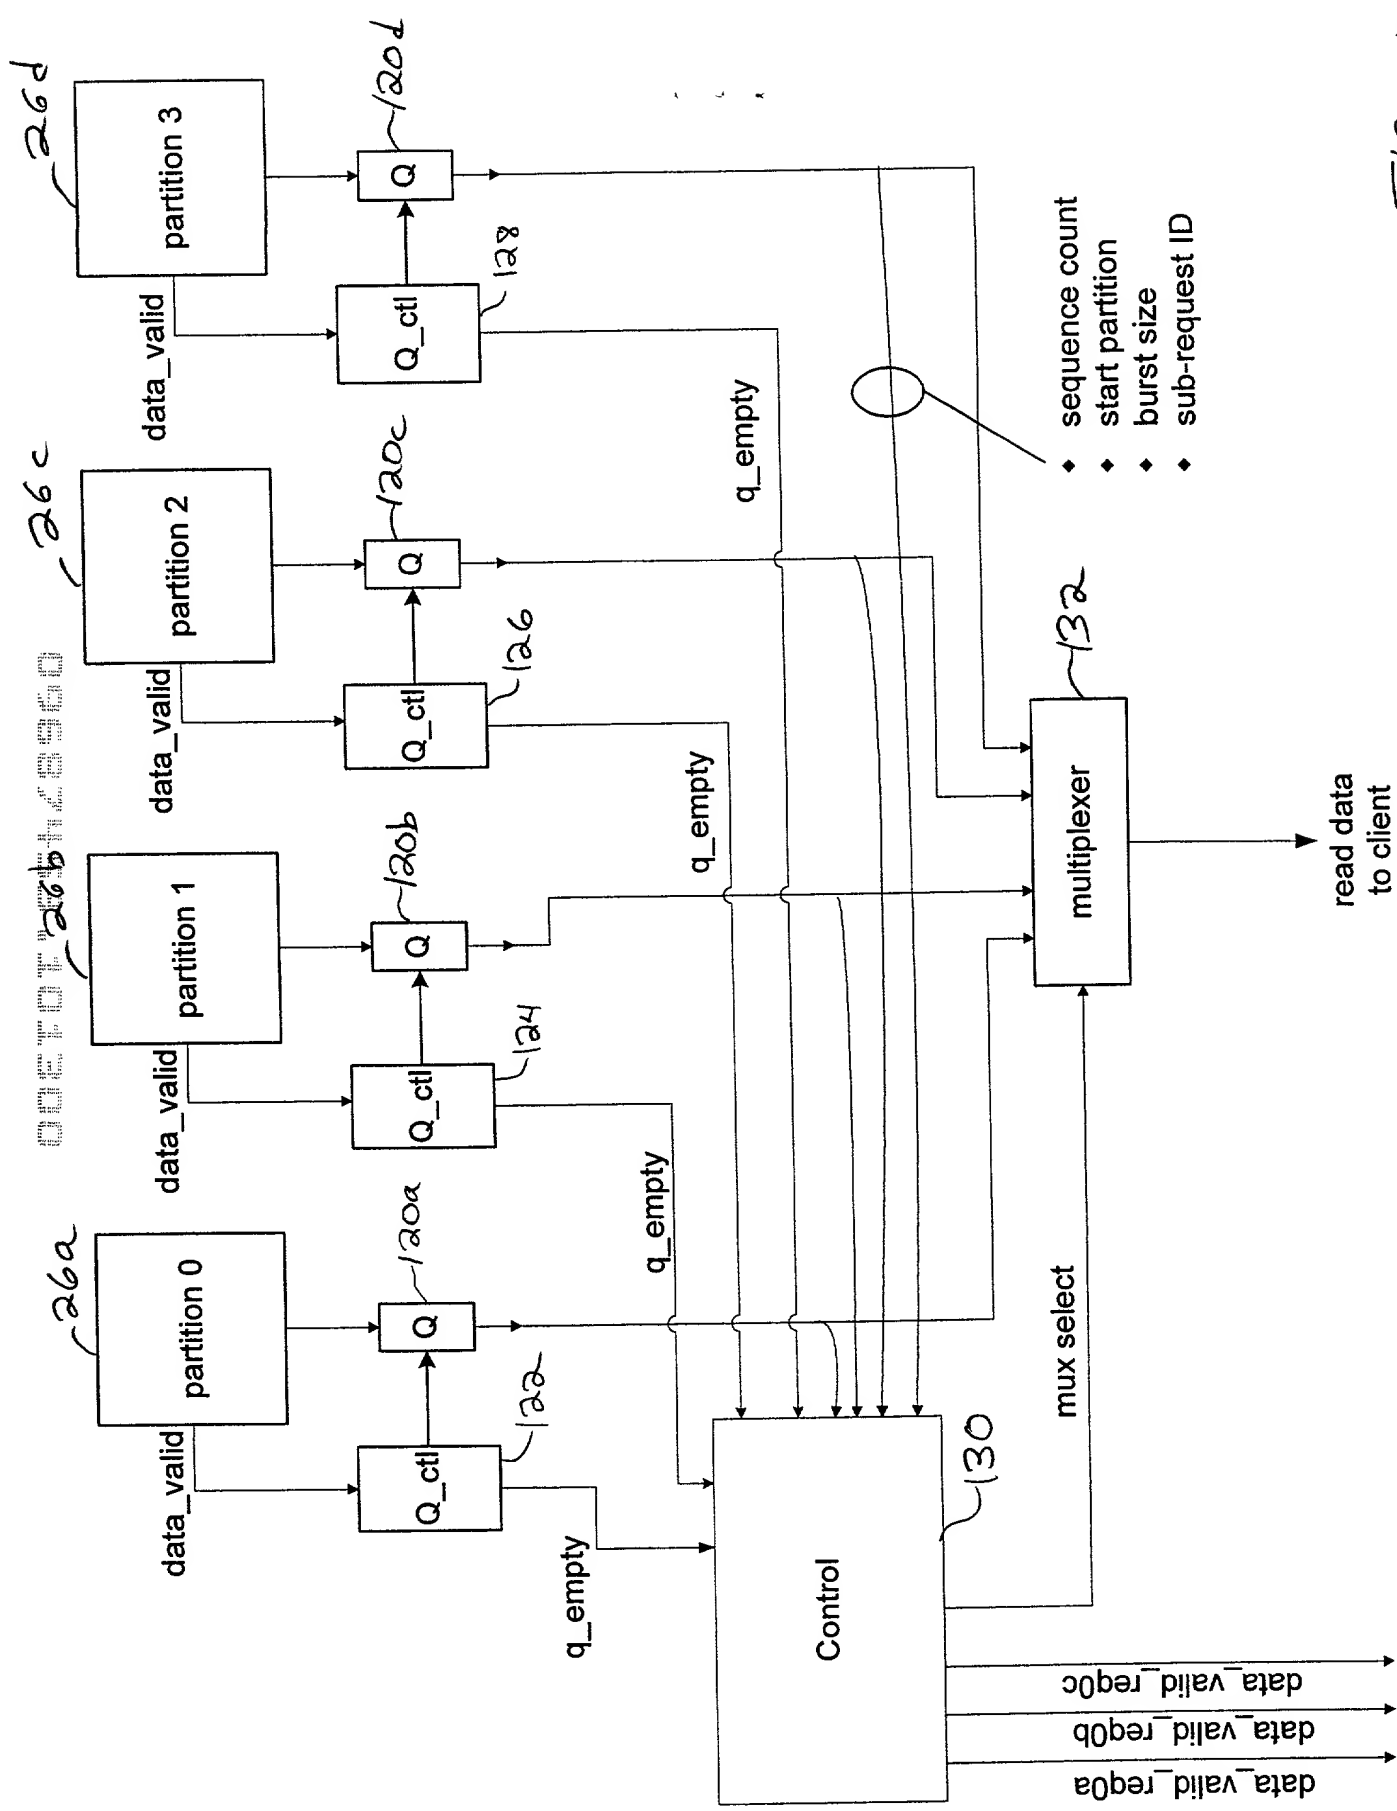 26a
partition 0
26b
partition 1
26c
partition 2
26d
partition 3
data_valid
data_valid
data_valid
data_valid
Q
120a
Q
120b
Q
120c
Q
120d
Q_ctl
122
Q_ctl
124
Q_ctl
126
Q_ctl
128
q_empty
q_empty
q_empty
q_empty
Control
130
mux select
multiplexer
132
sequence count
start partition
burst size
sub-request ID
read data
to client
data_valid_req0a
data_valid_req0b
data_valid_req0c